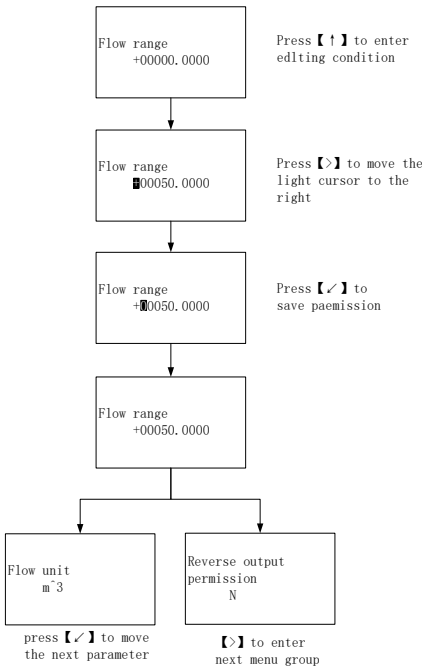 Flow range
+00000.0000
Press【↑】to enter
edlting condition
Flow range
+00050.0000
Press【>】to move the
light cursor to the
right
Flow range
+00050.0000
Press【↙】to
save paemission
Flow range
+00050.0000
Flow unit
m^3
Reverse output
permission
N
press【↙】to move
the next parameter
【>】to enter
next menu group